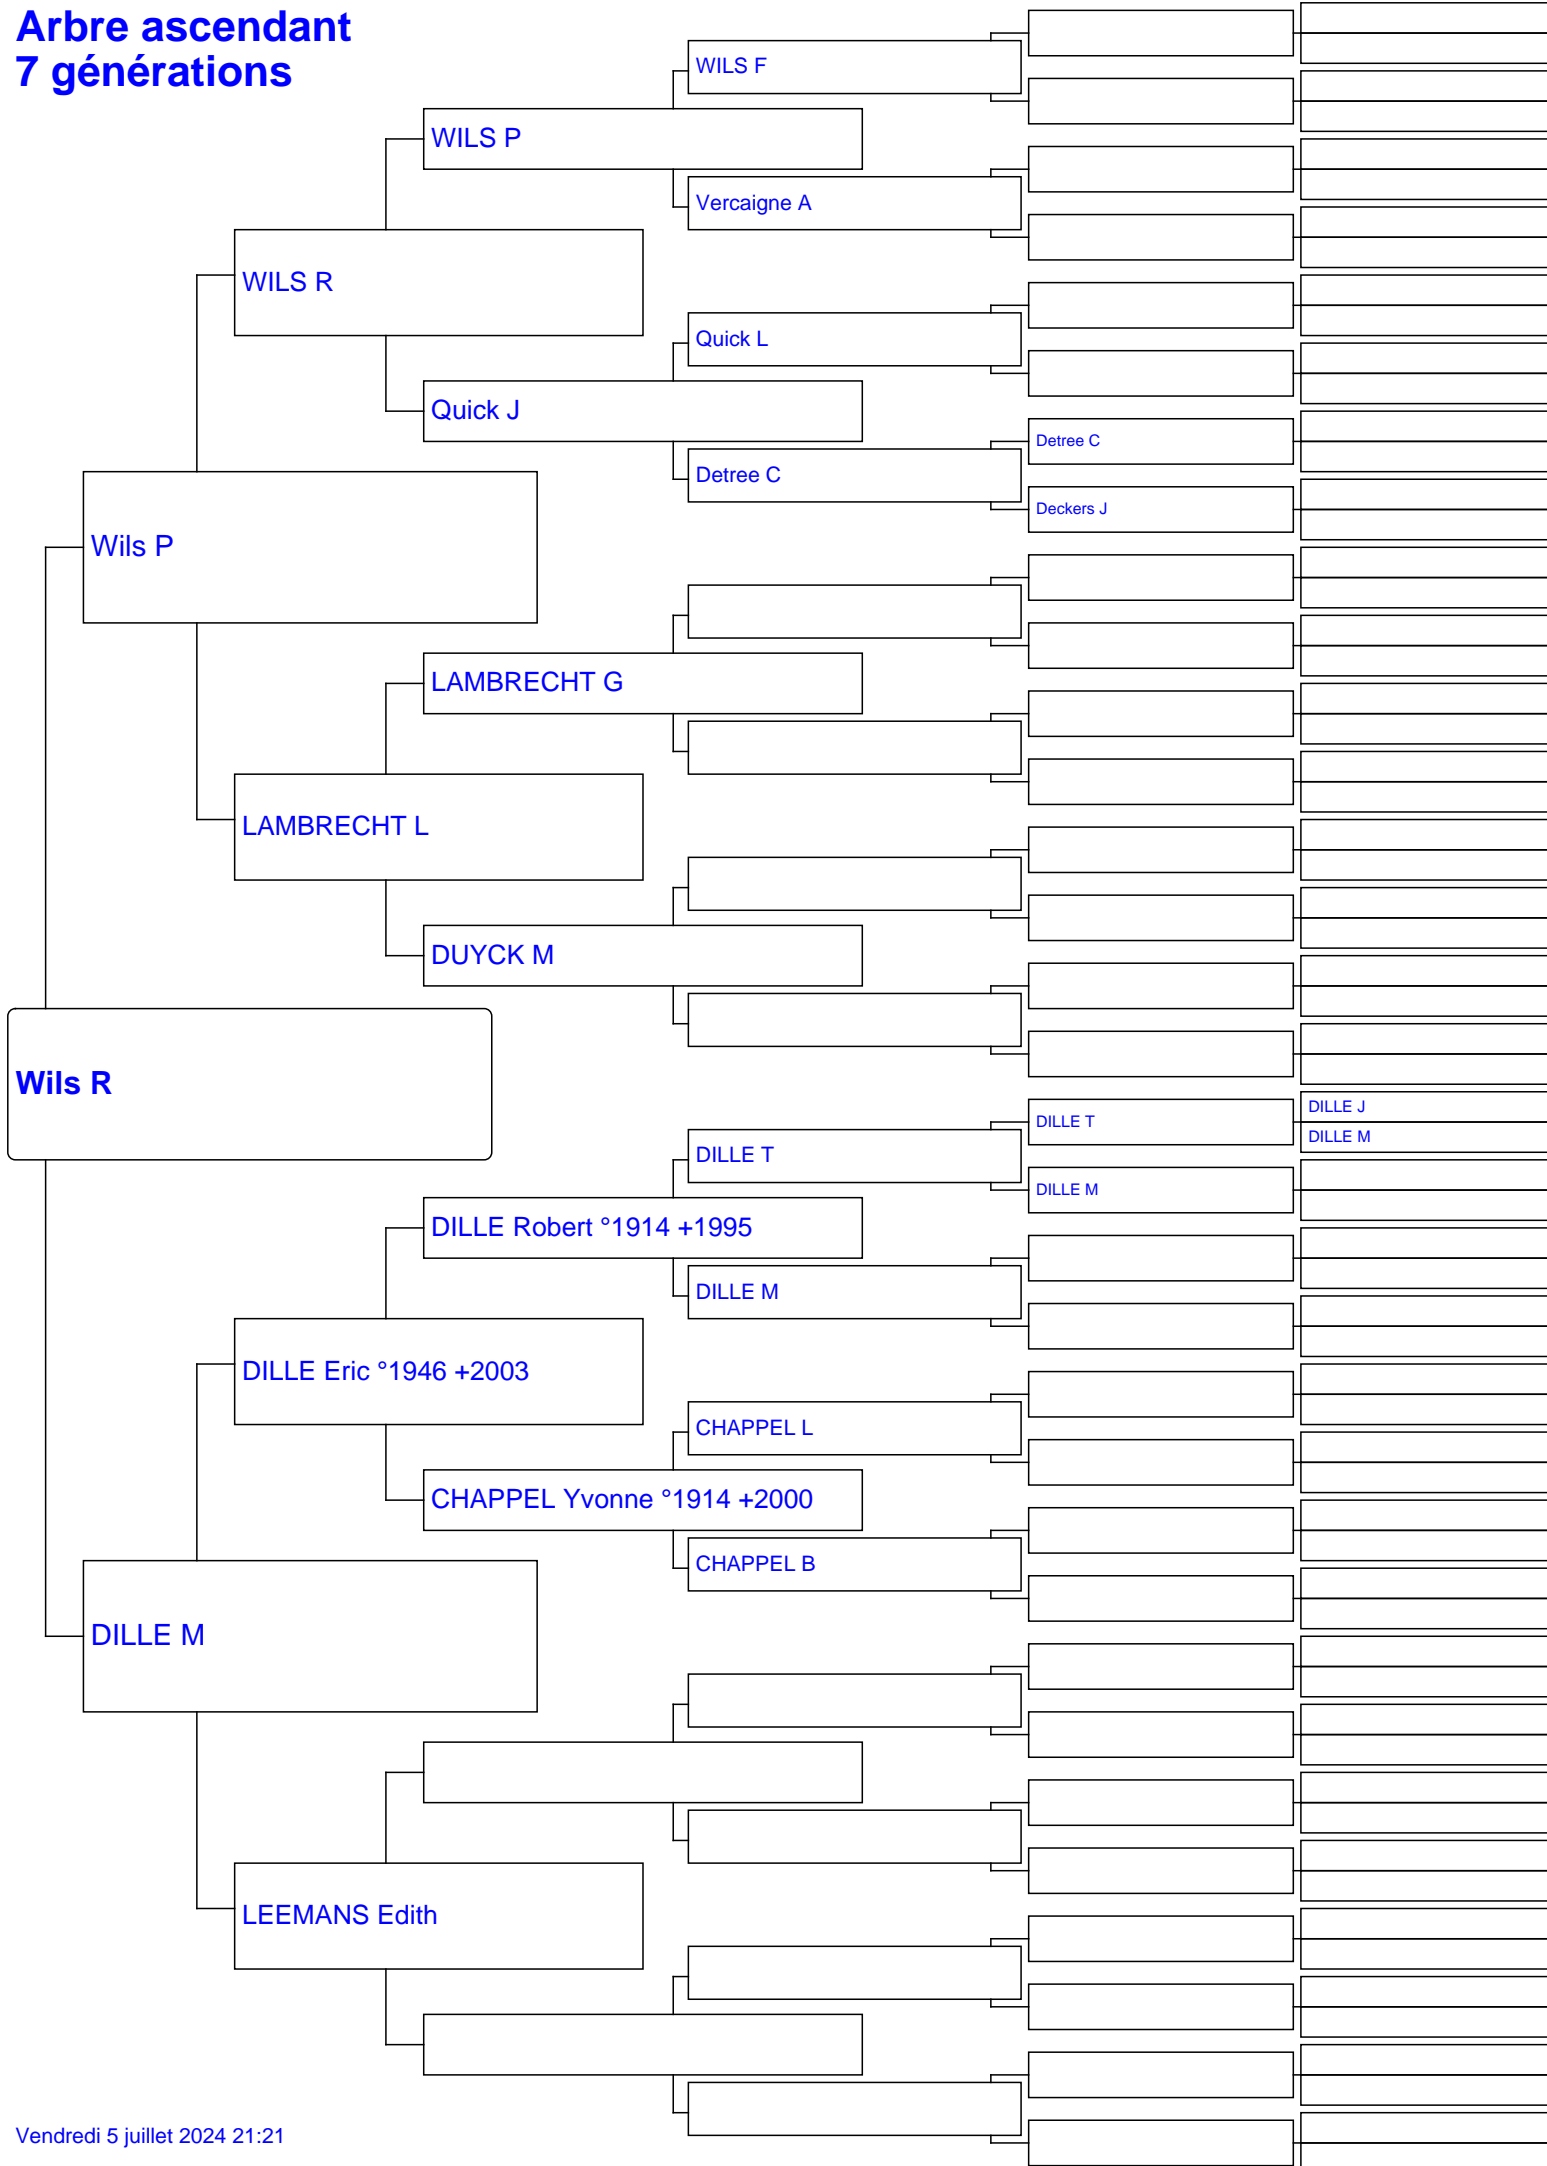 Arbre ascendant
7 générations
WILS F
WILS P
Vercaigne A
WILS R
Quick L
Quick J
Detree C
Detree C
Deckers J
Wils P
LAMBRECHT G
LAMBRECHT L
DUYCK M
Wils R
DILLE J
DILLE T
DILLE M
DILLE T
DILLE M
DILLE Robert °1914 +1995
DILLE M
DILLE Eric °1946 +2003
CHAPPEL L
CHAPPEL Yvonne °1914 +2000
CHAPPEL B
DILLE M
LEEMANS Edith
Vendredi 5 juillet 2024 21:21